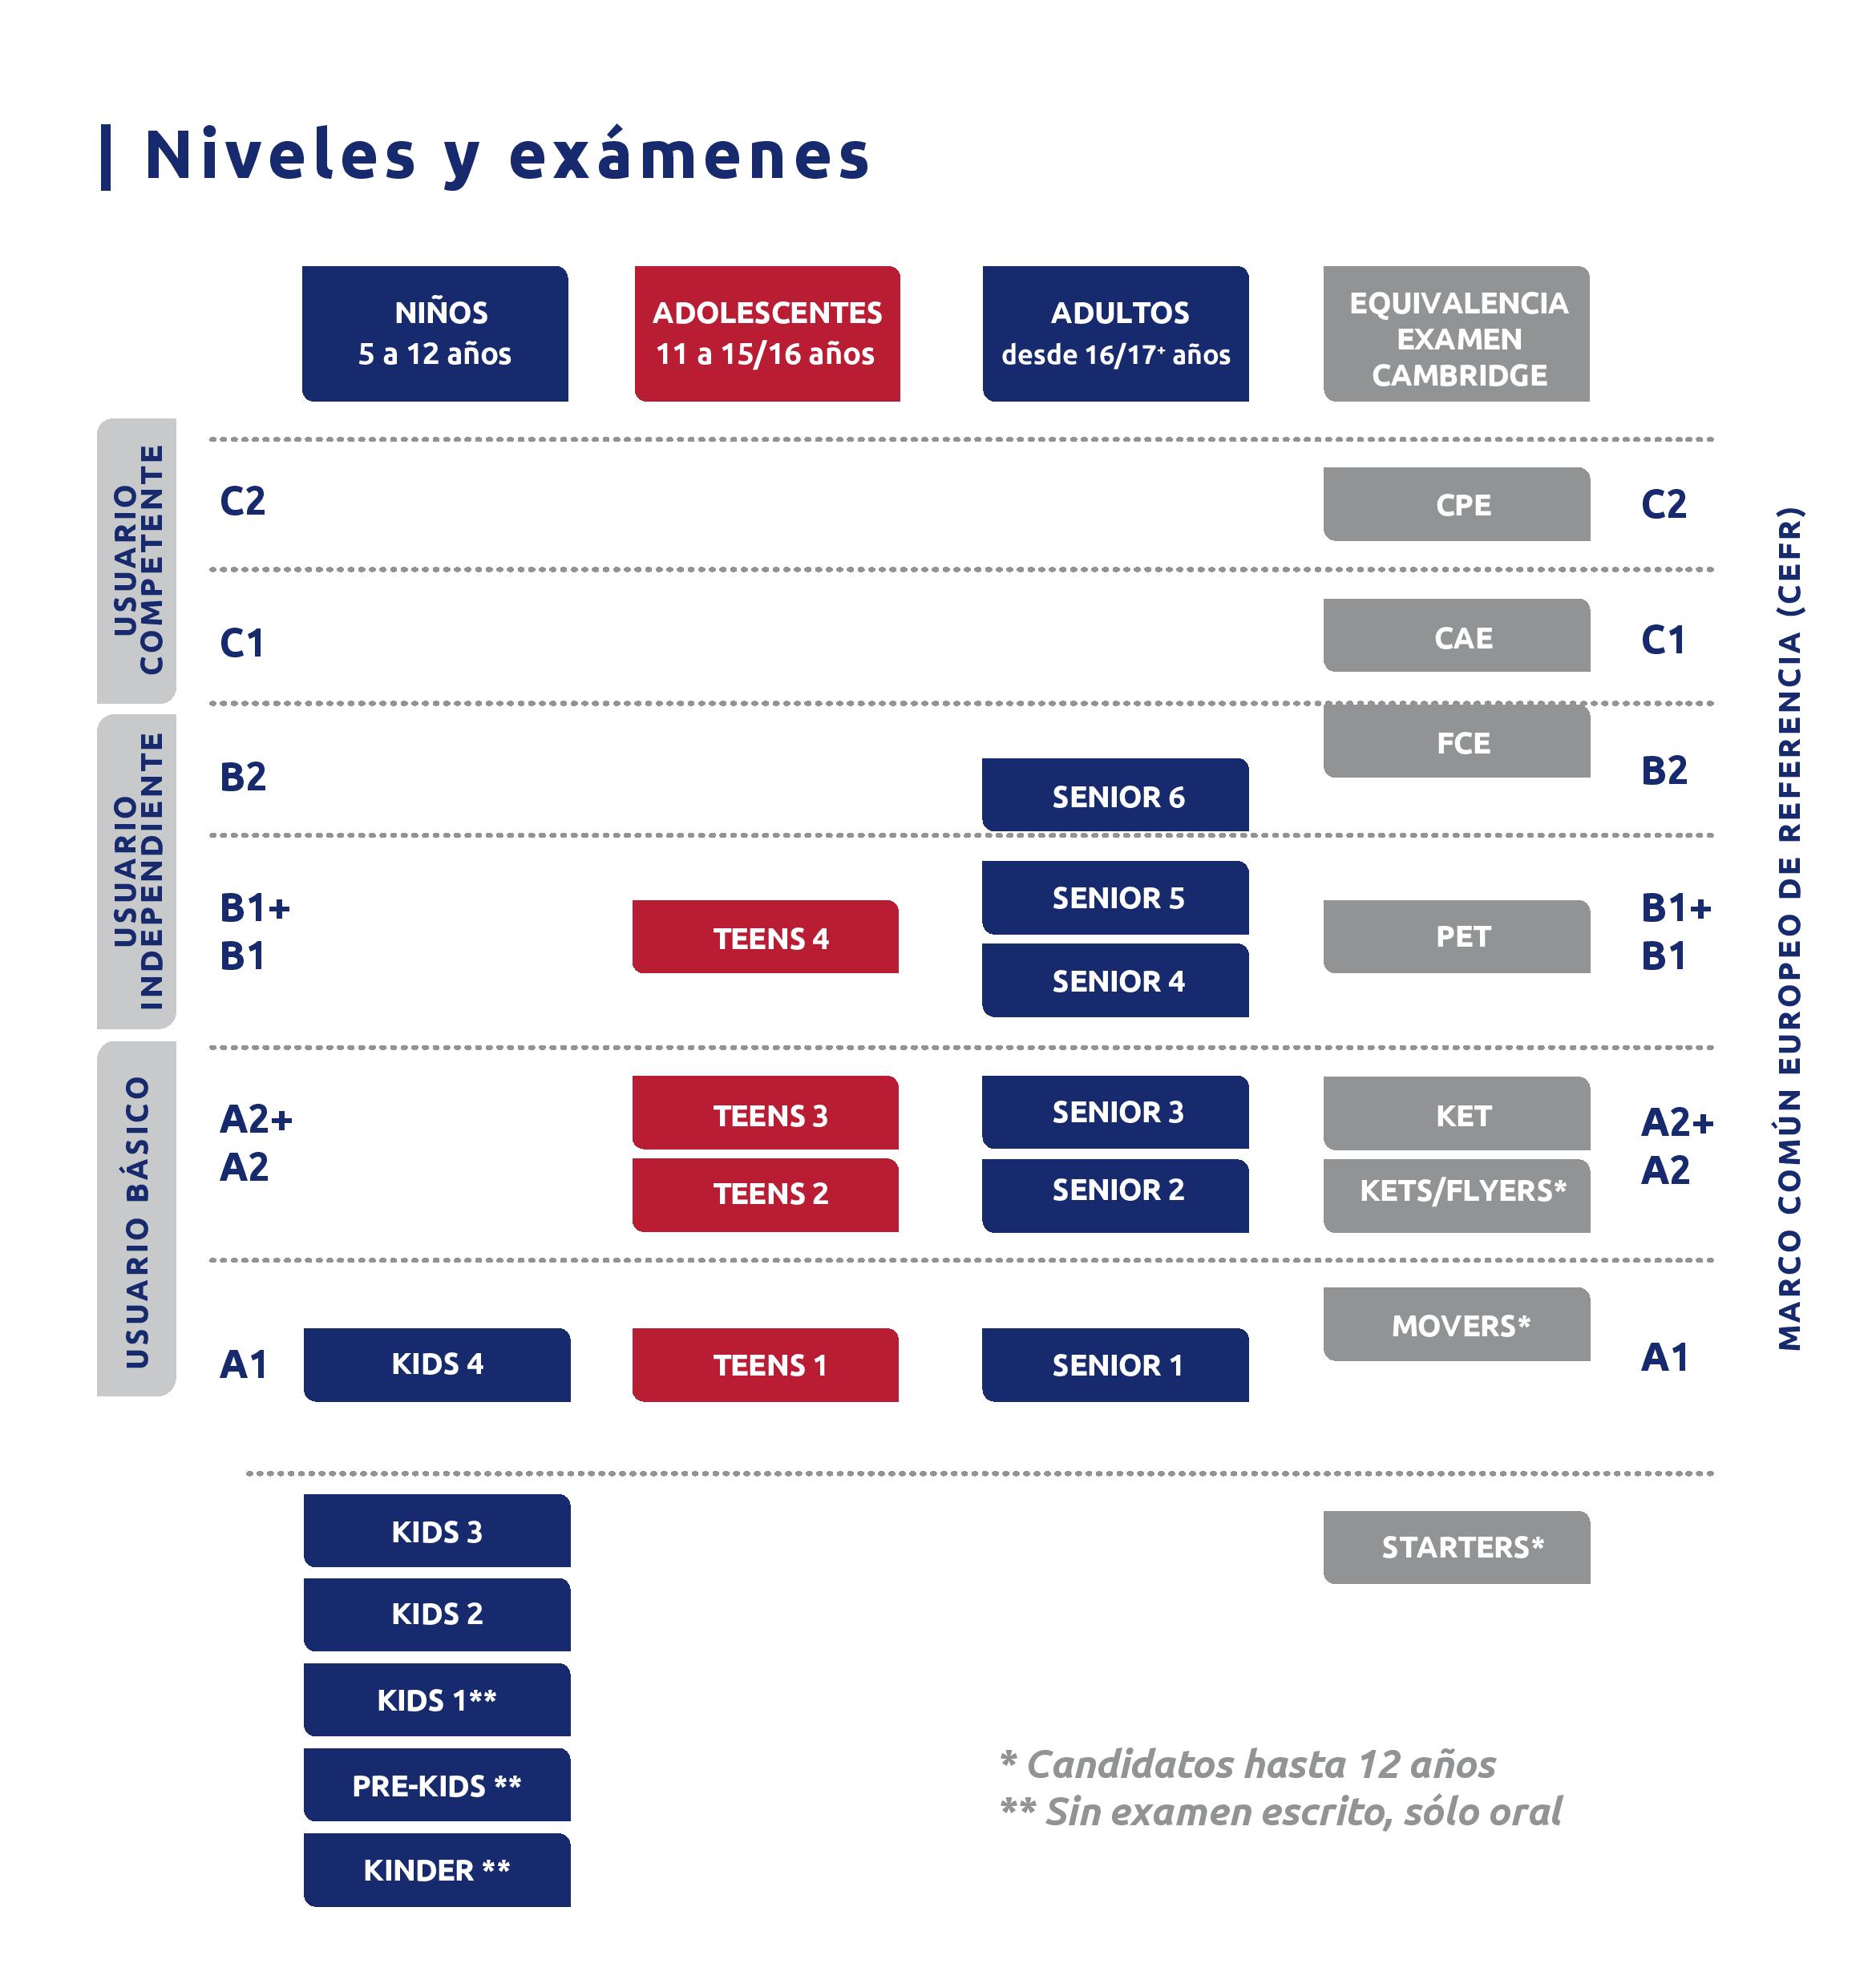 | Niveles y exámenes
NIÑOS
5 a 12 años
ADOLESCENTES
11 a 15/16 años
ADULTOS
desde 16/17+ años
EQUIVALENCIA
EXAMEN
CAMBRIDGE
USUARIO
COMPETENTE
C2
CPE
C2
C1
CAE
C1
USUARIO
INDEPENDIENTE
B2
SENIOR 6
FCE
B2
B1+
B1
TEENS 4
SENIOR 5
SENIOR 4
PET
B1+
B1
USUARIO BÁSICO
A2+
A2
TEENS 3
TEENS 2
SENIOR 3
SENIOR 2
KET
KETS/FLYERS*
A2+
A2
A1
KIDS 4
TEENS 1
SENIOR 1
MOVERS*
A1
MARCO COMÚN EUROPEO DE REFERENCIA (CEFR)
KIDS 3
STARTERS*
KIDS 2
KIDS 1**
PRE-KIDS **
KINDER **
* Candidatos hasta 12 años
** Sin examen escrito, sólo oral